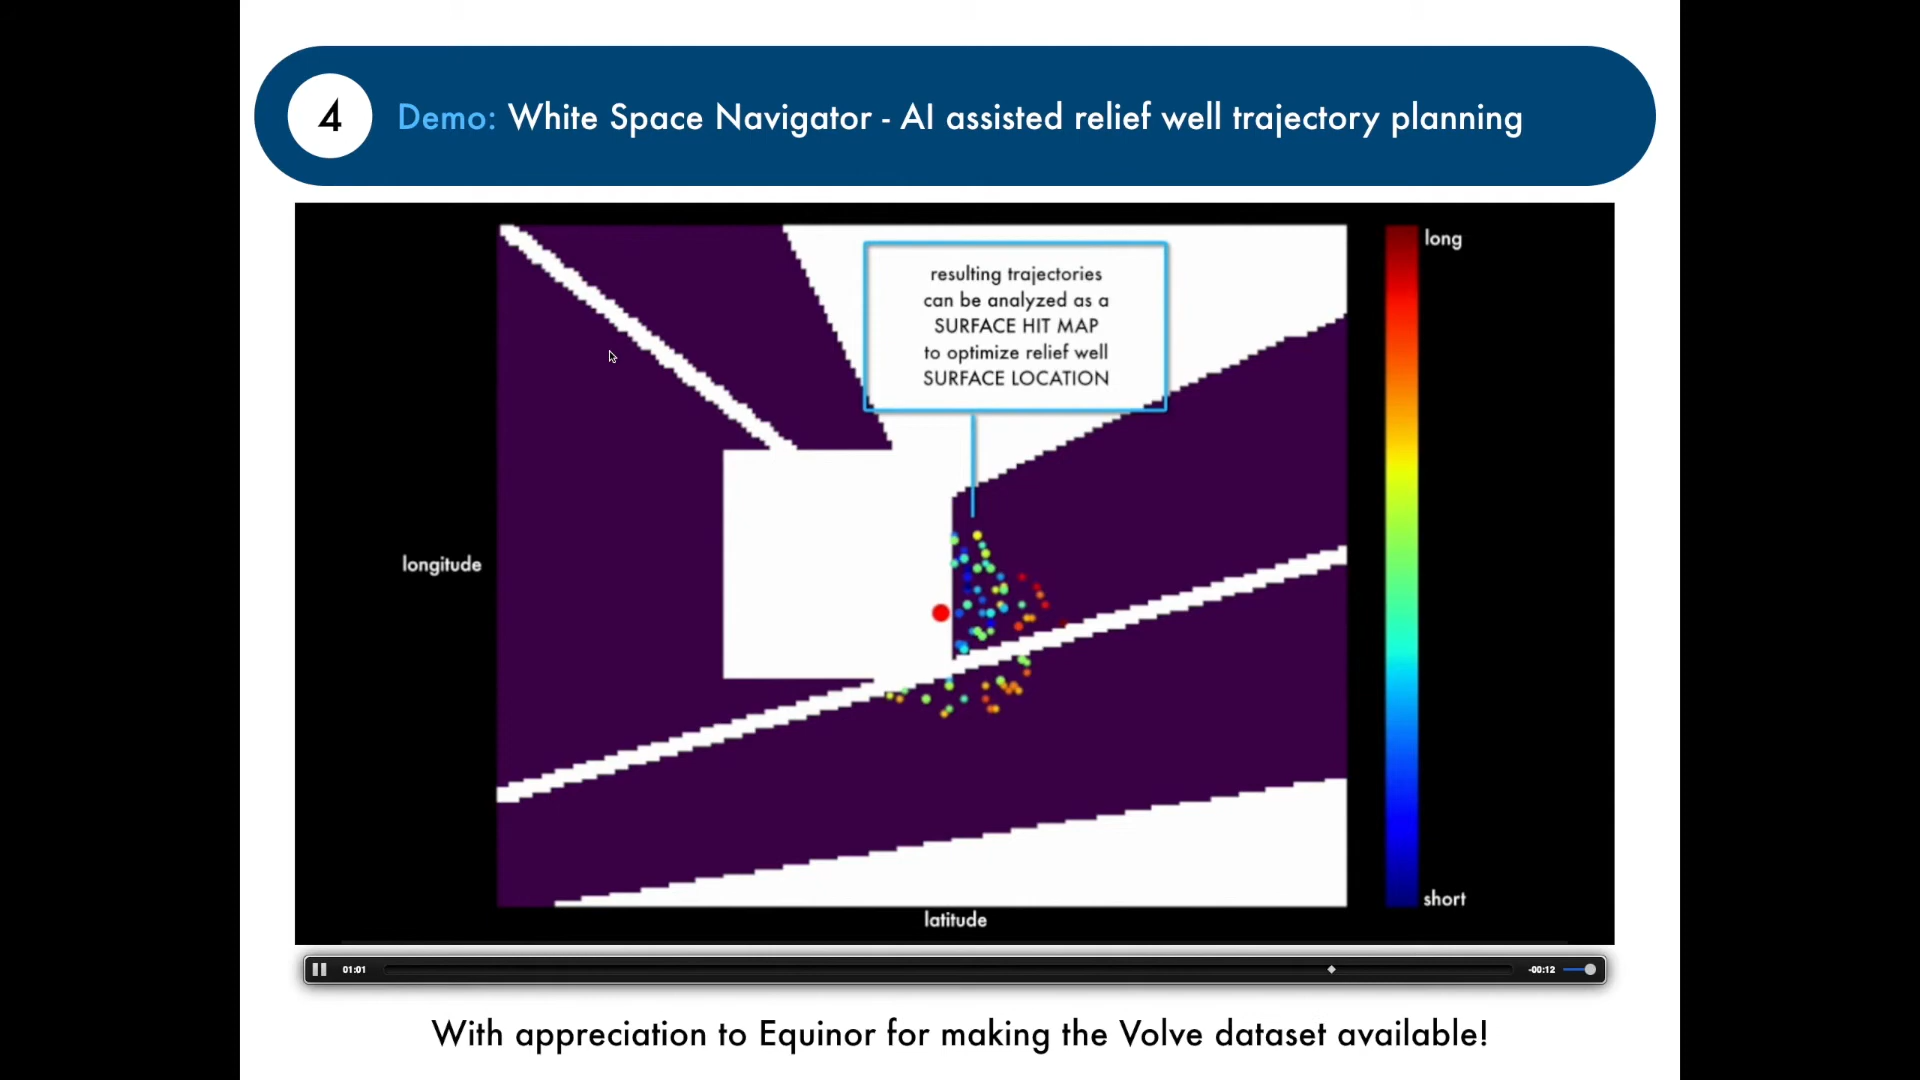 4
Demo: White Space Navigator - AI assisted relief well trajectory planning
resulting trajectories
can be analyzed as a
SURFACE HIT MAP
to optimize relief well
SURFACE LOCATION
long
longitude
short
latitude
01:01
-00:12
With appreciation to Equinor for making the Volve dataset available!